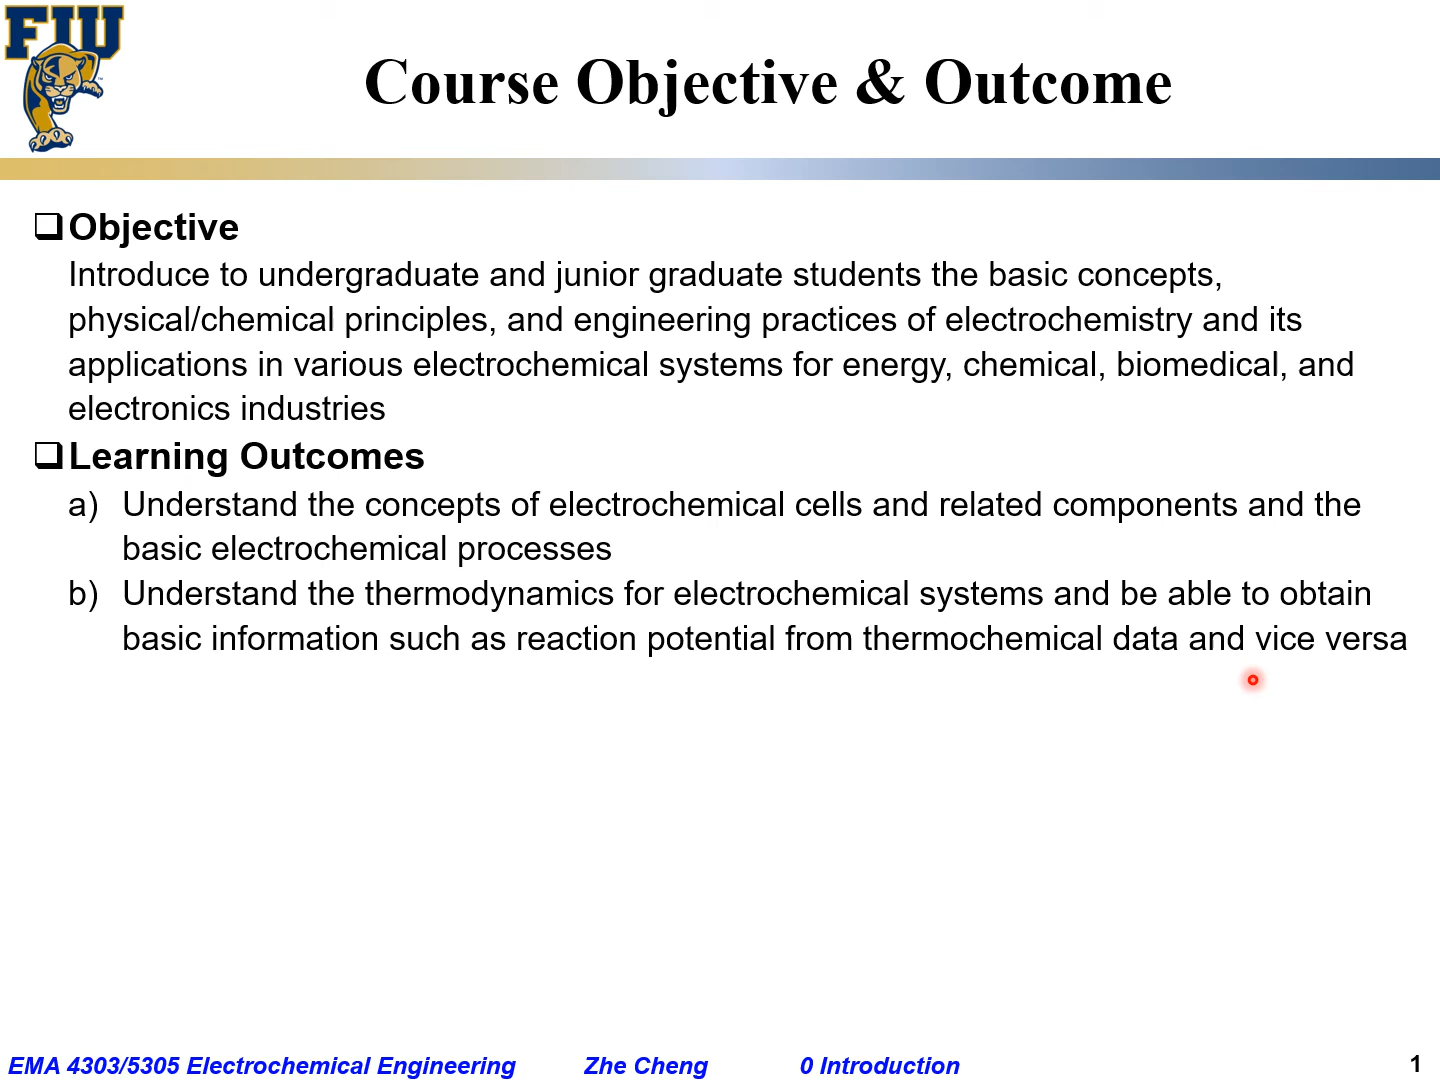 FIU
Course Objective & Outcome
Objective
Introduce to undergraduate and junior graduate students the basic concepts,
physical/chemical principles, and engineering practices of electrochemistry and its
applications in various electrochemical systems for energy, chemical, biomedical, and
electronics industries
Learning Outcomes
a) Understand the concepts of electrochemical cells and related components and the
basic electrochemical processes
b) Understand the thermodynamics for electrochemical systems and be able to obtain
basic information such as reaction potential from thermochemical data and vice versa
EMA 4303/5305 Electrochemical Engineering Zhe Cheng 0 Introduction 1